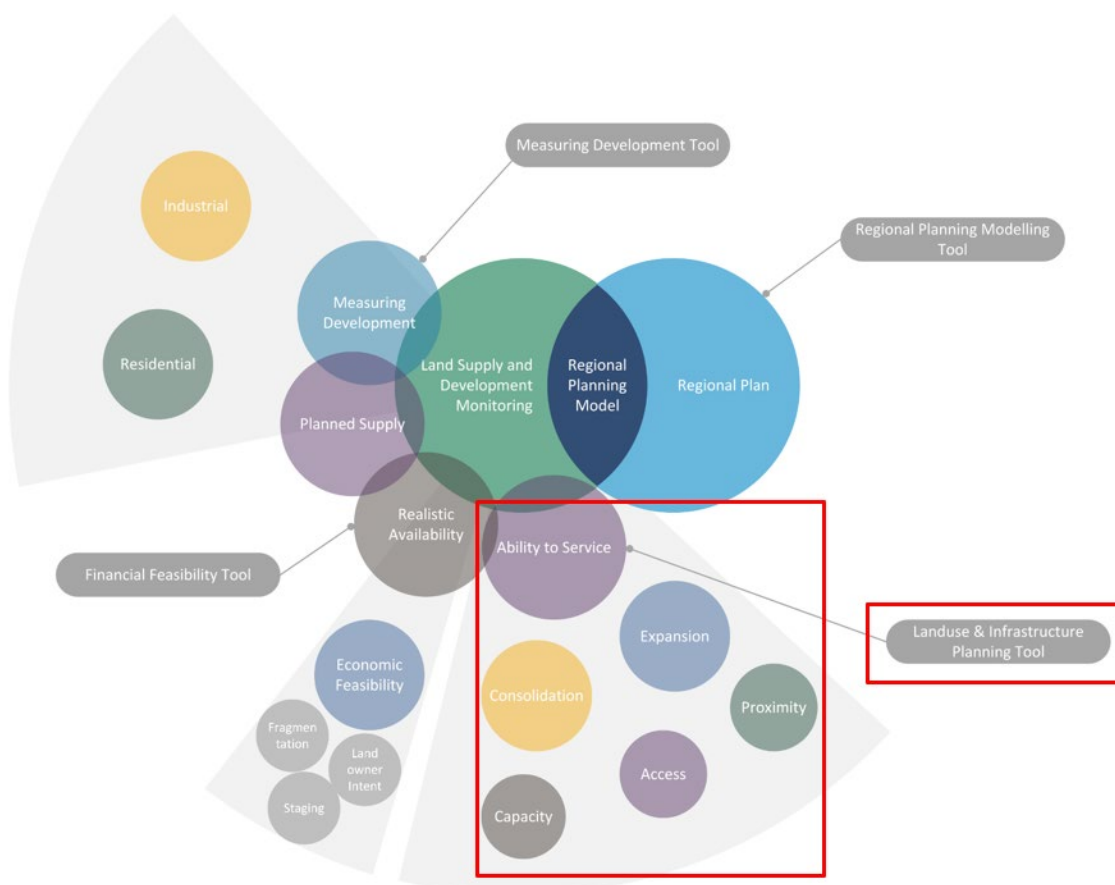 Measuring Development Tool
Industrial
Regional Planning Modelling
Tool
Measuring
Development
Residential
Land Supply and
Development
Monitoring
Regional
Planning
Model
Regional Plan
Planned Supply
Realistic
Availability
Ability to Service
Financial Feasibility Tool
Landuse & Infrastructure
Planning Tool
Expansion
Economic
Feasibility
Consolidation
Proximity
Fragmen
tation
Land
owner
Intent
Access
Staging
Capacity